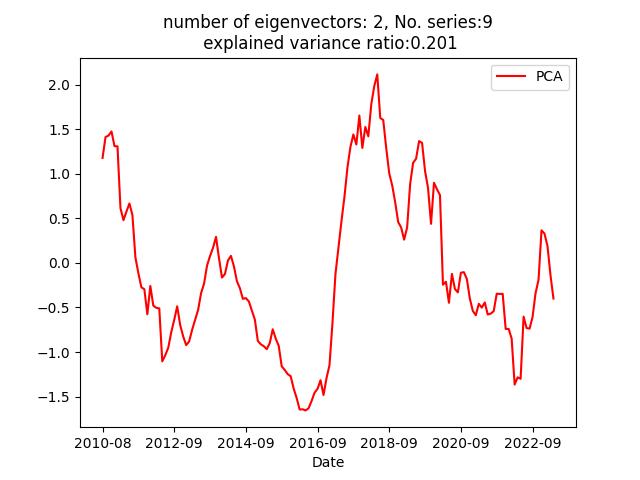 number of eigenvectors: 2, No. series:9
explained variance ratio:0.201
PCA
2.0
1.5
1.0
0.5
0.0
−0.5
−1.0
−1.5
2010-08 2012-09 2014-09 2016-09 2018-09 2020-09 2022-09
Date